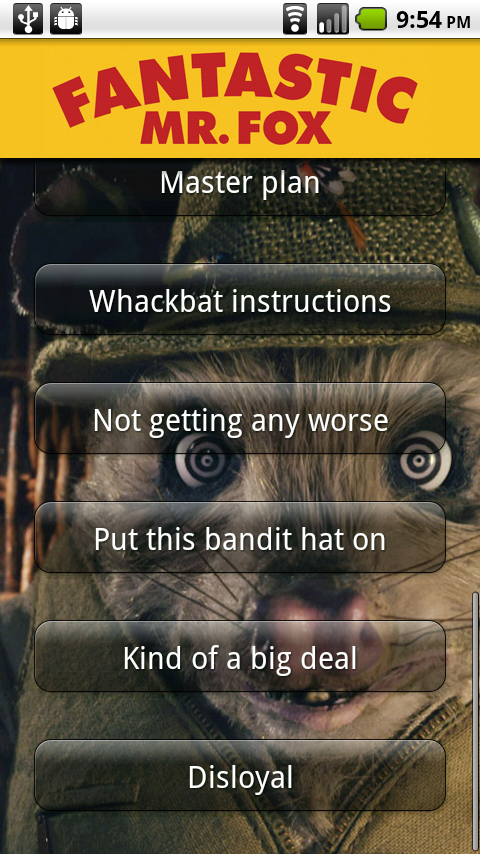 9:54 PM
FANTASTIC
MR. FOX
Master plan
Whackbat instructions
Not getting any worse
Put this bandit hat on
Kind of a big deal
Disloyal